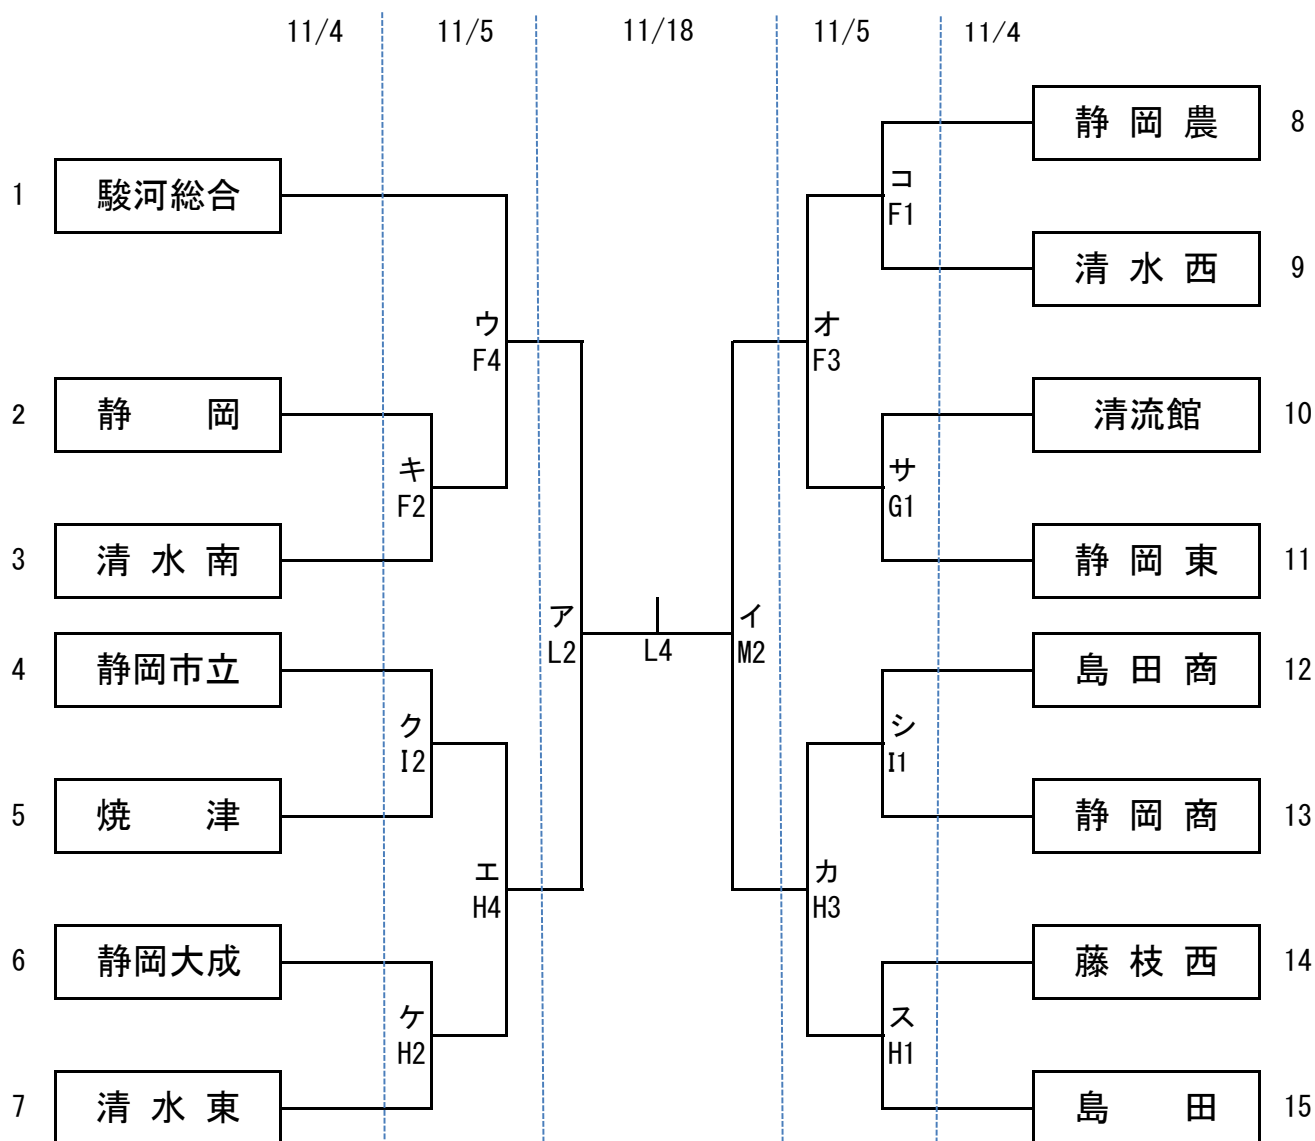 11/4 11/5 11/18 11/5 11/4
静岡農 8
1 駿河総合
コ
F1
清水西 9
ウ
F4
オ
F3
2 静岡
清流館 10
キ
F2
サ
G1
3 清水南
静岡東 11
ア
L2
L4
イ
M2
4 静岡市立
島田商 12
ク
I2
シ
I1
5 焼津
静岡商 13
エ
H4
カ
H3
6 静岡大成
藤枝西 14
ケ
H2
ス
H1
7 清水東
島田 15